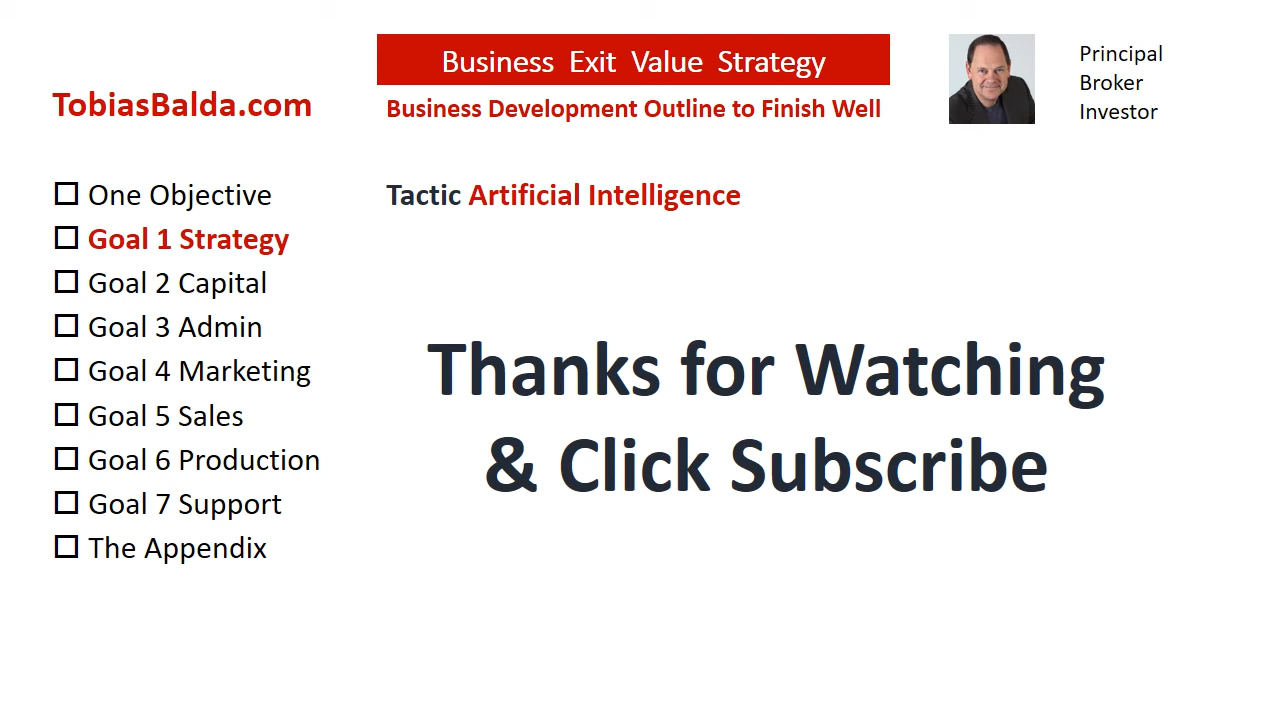 TobiasBalda.com
Business Exit Value Strategy
Business Development Outline to Finish Well
Principal
Broker
Investor
One Objective
Goal 1 Strategy
Goal 2 Capital
Goal 3 Admin
Goal 4 Marketing
Goal 5 Sales
Goal 6 Production
Goal 7 Support
The Appendix
Tactic Artificial Intelligence
Thanks for Watching
& Click Subscribe